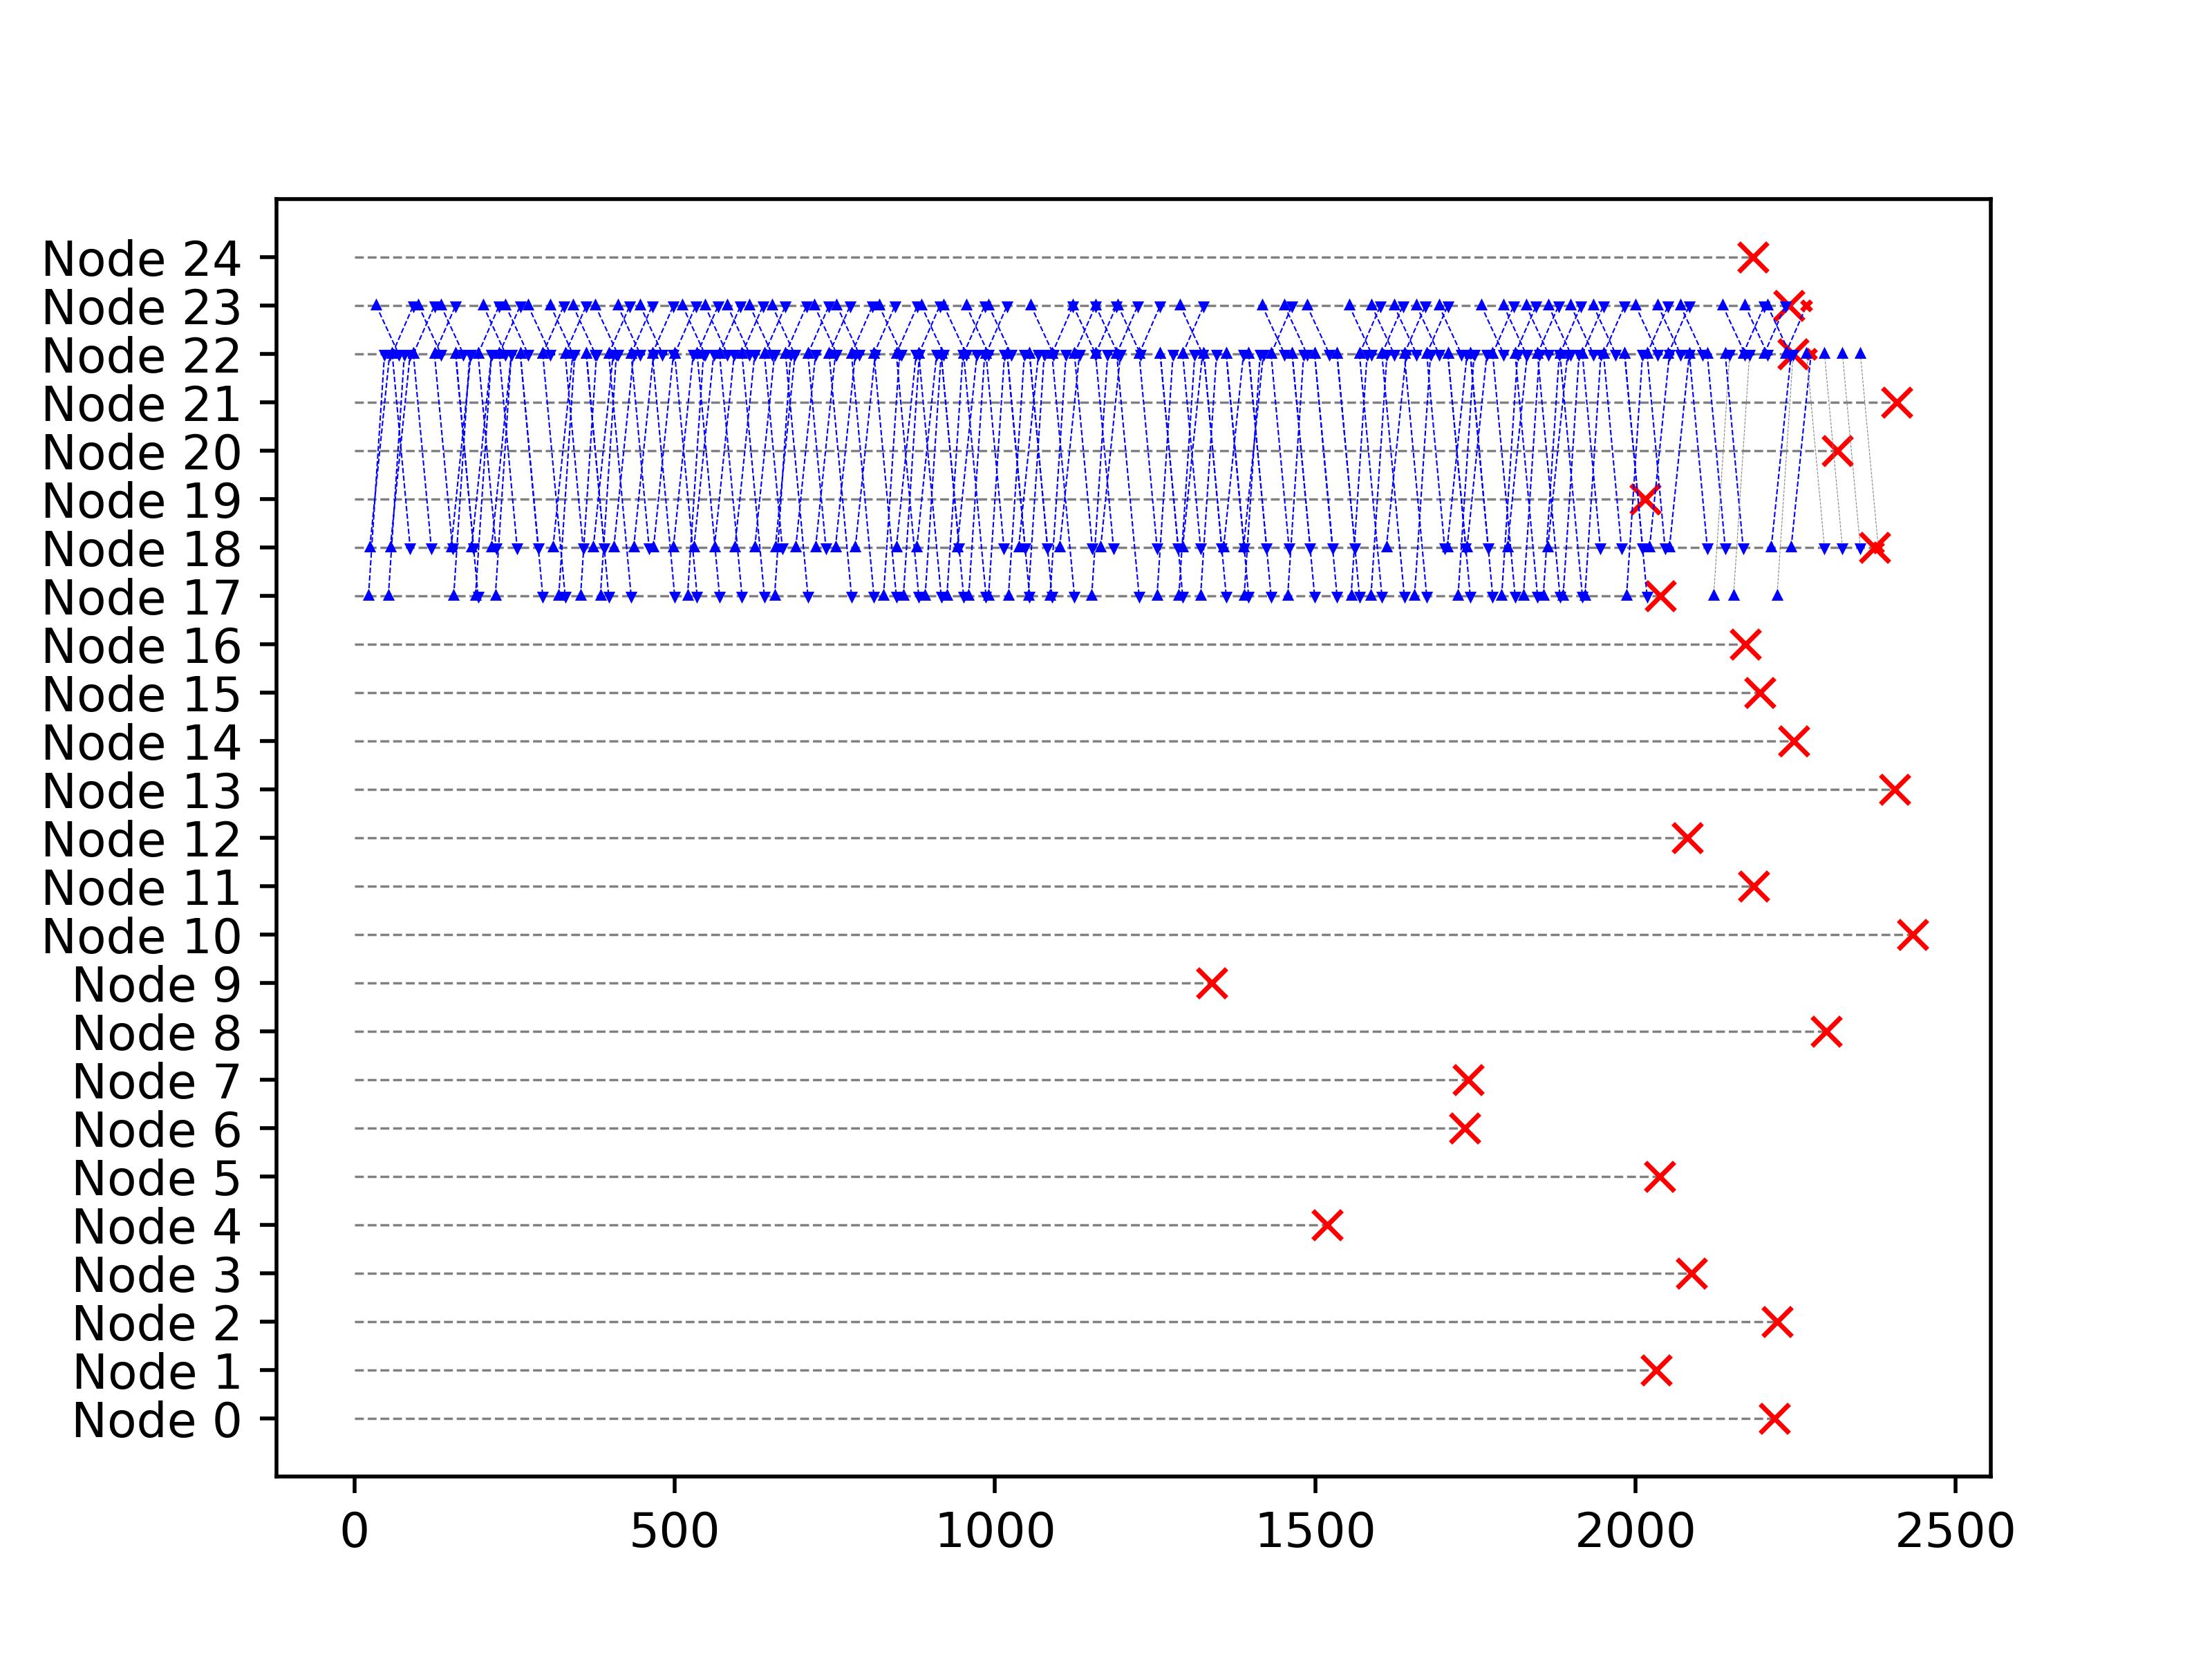 Node 24
Node 23
Node 22
Node 21
Node 20
Node 19
Node 18
Node 17
Node 16
Node 15
Node 14
Node 13
Node 12
Node 11
Node 10
Node 9
Node 8
Node 7
Node 6
Node 5
Node 4
Node 3
Node 2
Node 1
Node 0
0 500 1000 1500 2000 2500